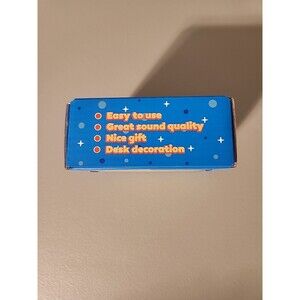 Easy to use
Great sound quality
Nice gift
Desk decoration